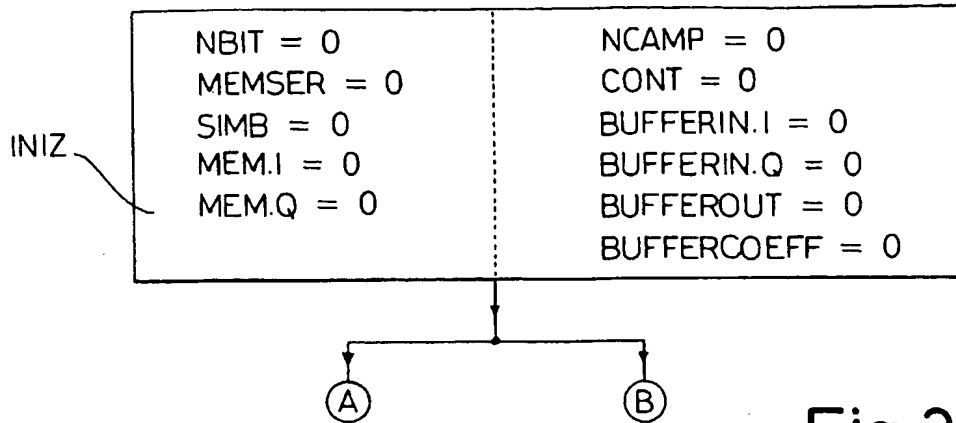 NBIT = 0
MEMSER = 0
SIMB = 0
MEM.I = 0
MEM.Q = 0
NCAMP = 0
CONT = 0
BUFFERIN.I = 0
BUFFERIN.Q = 0
BUFFEROUT = 0
BUFFERCOEFF = 0
INIZ
A
B